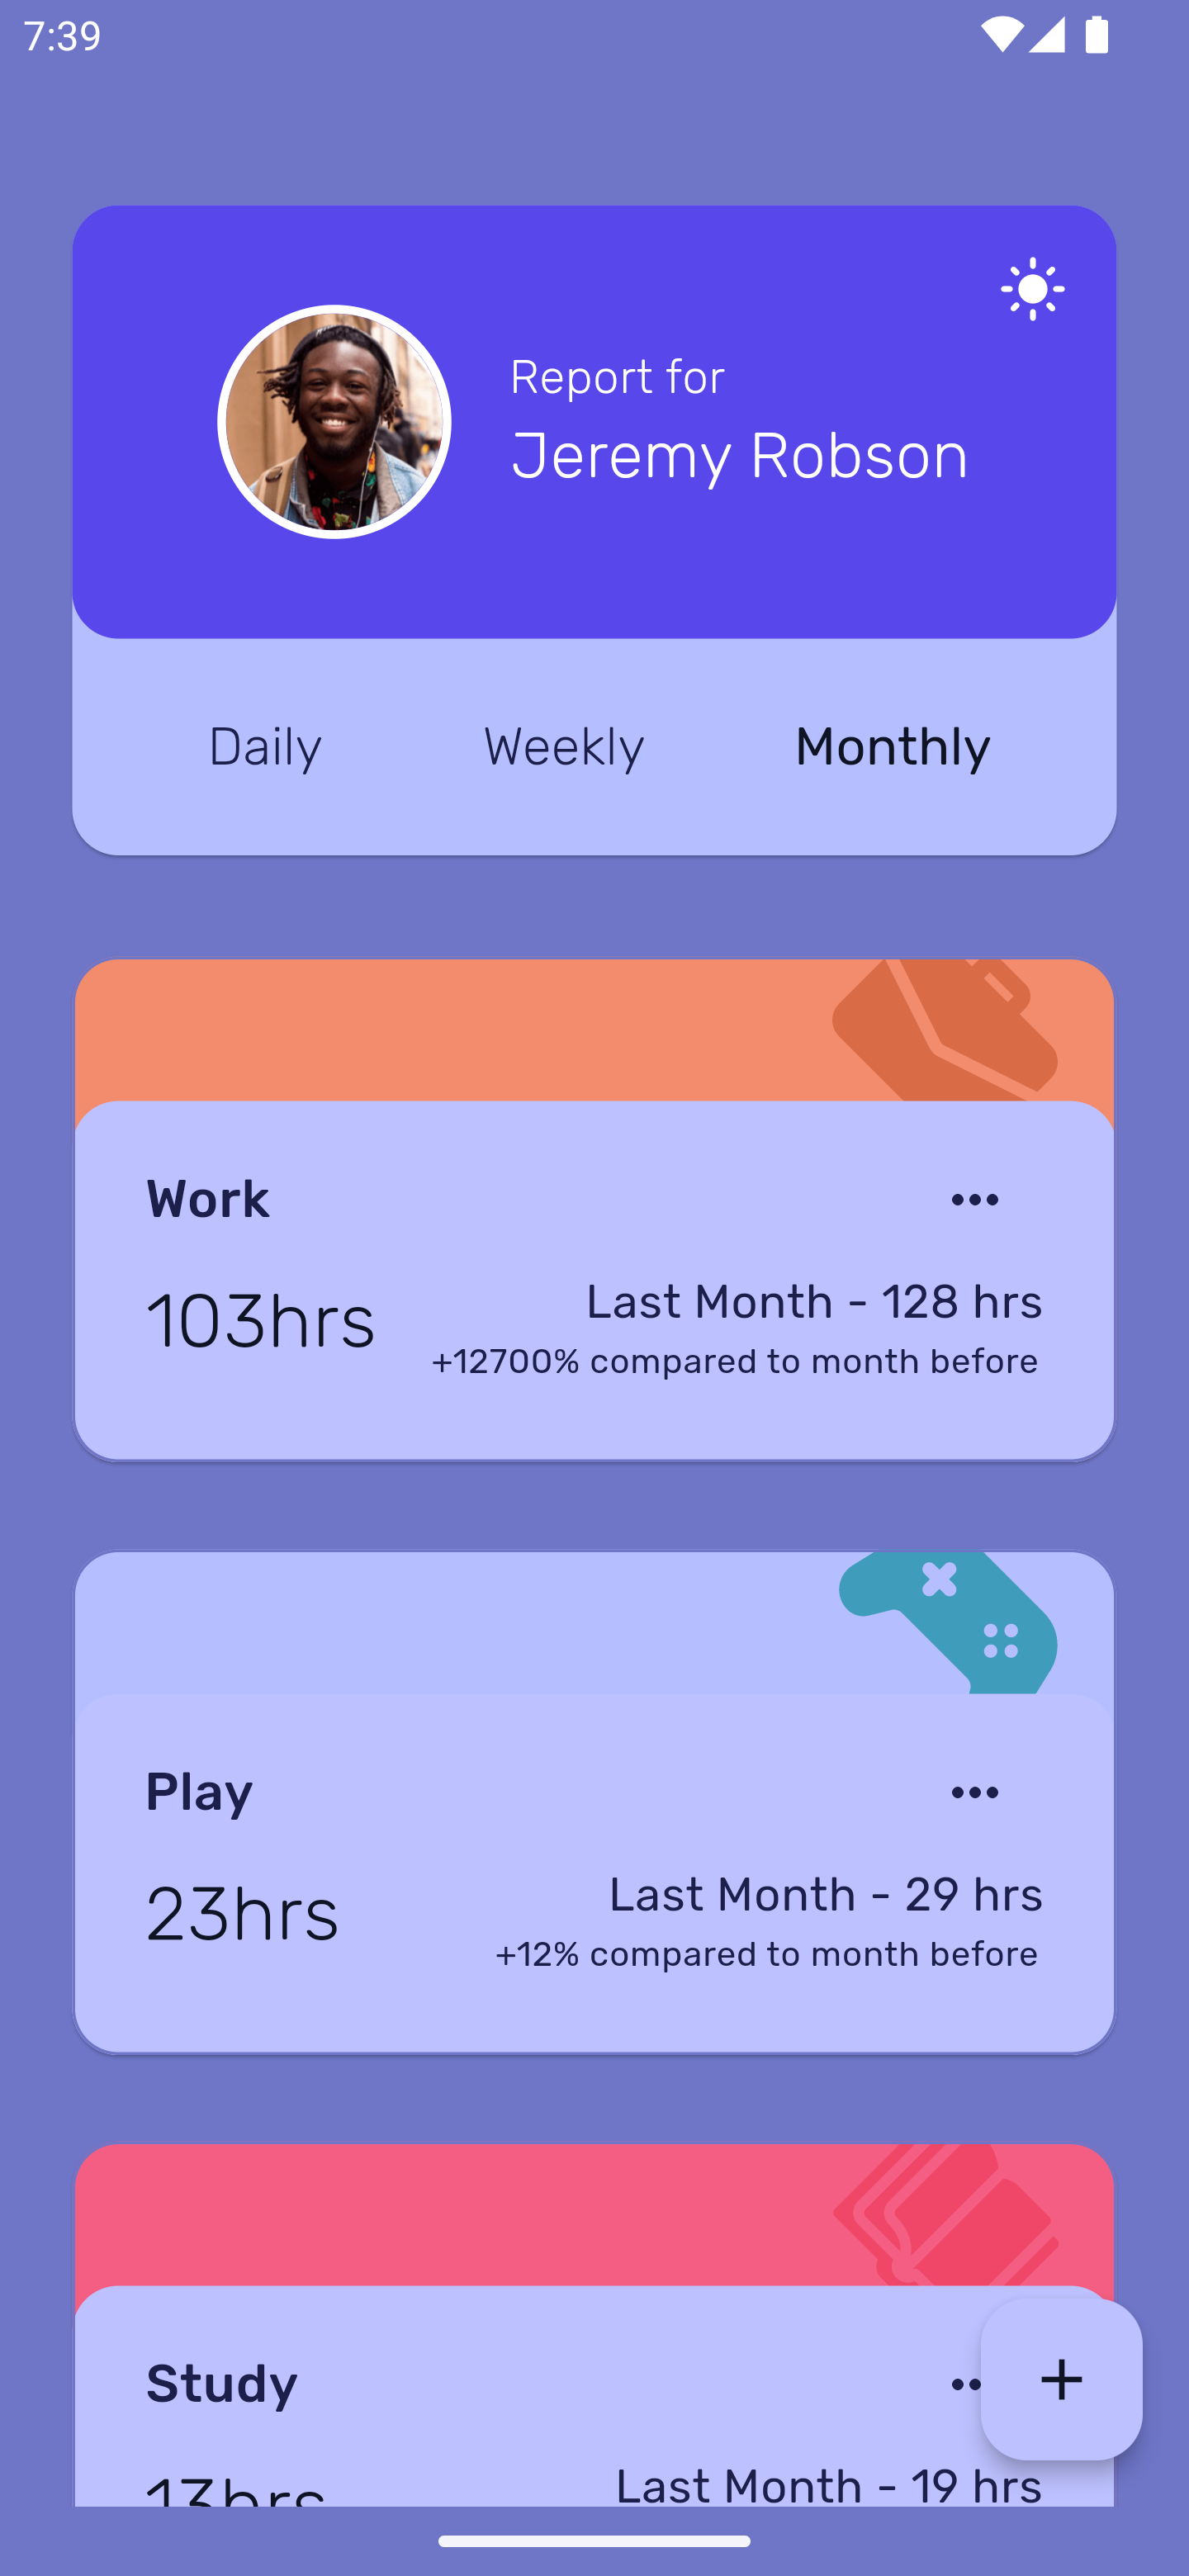 7:39
Report for
Jeremy Robson
Daily Weekly Monthly
Work
103hrs
Last Month - 128 hrs
+12700% compared to month before
Play
23hrs
Last Month - 29 hrs
+12% compared to month before
Study
13hrs
Last Month - 19 hrs